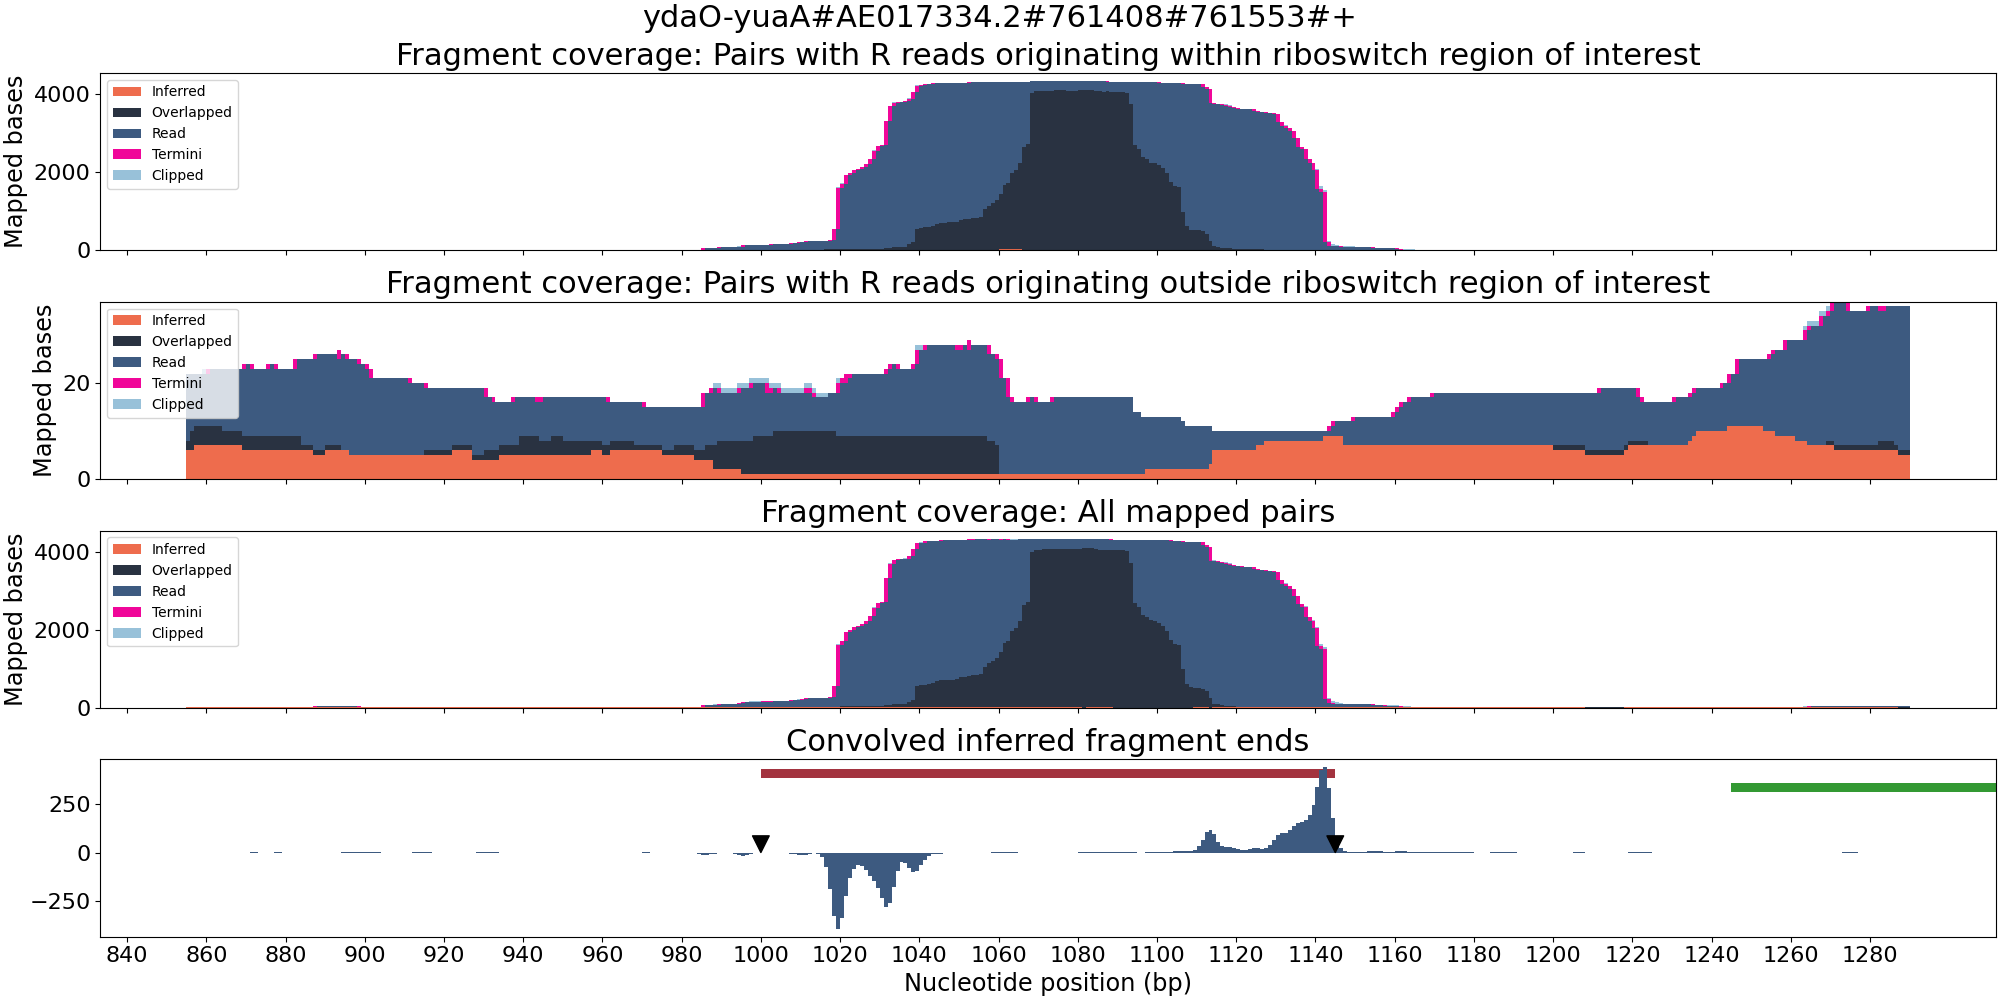 ydaO-yuaA#AE017334.2#761408#761553#+
Fragment coverage: Pairs with R reads originating within riboswitch region of interest
Mapped bases
4000
2000
0
Inferred
Overlapped
Read
Termini
Clipped
Fragment coverage: Pairs with R reads originating outside riboswitch region of interest
Mapped bases
20
0
Inferred
Overlapped
Read
Termini
Clipped
Fragment coverage: All mapped pairs
Mapped bases
4000
2000
0
Inferred
Overlapped
Read
Termini
Clipped
Convolved inferred fragment ends
250
0
−250
840 860 880 900 920 940 960 980 1000 1020 1040 1060 1080 1100 1120 1140 1160 1180 1200 1220 1240 1260 1280
Nucleotide position (bp)